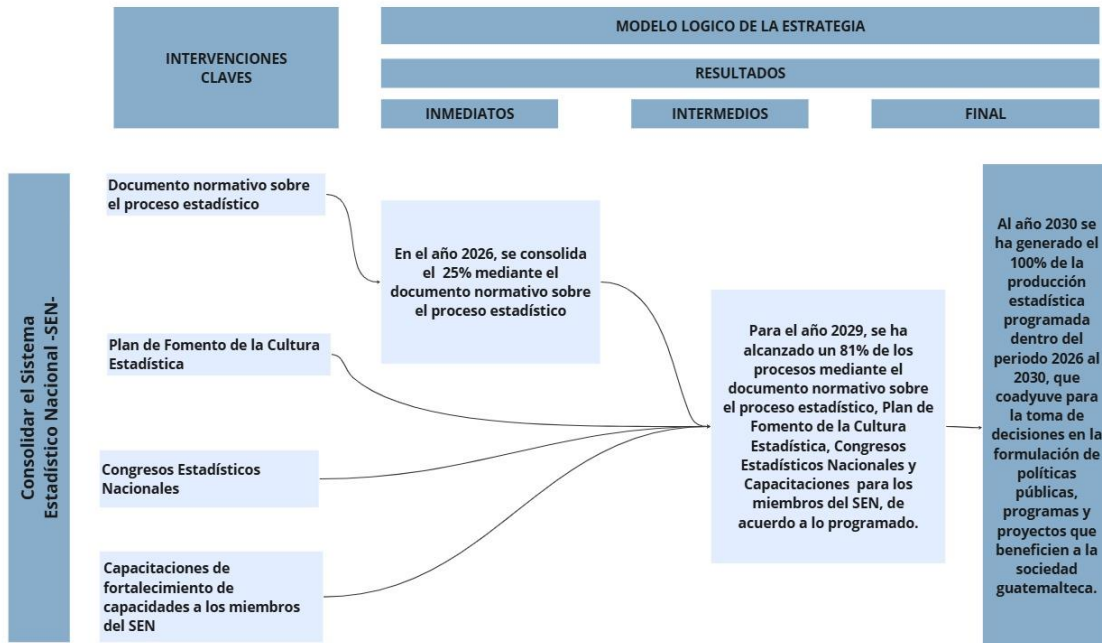 INTERVENCIONES
CLAVES
MODELO LOGICO DE LA ESTRATEGIA
RESULTADOS
INMEDIATOS
INTERMEDIOS
FINAL
Consolidar el Sistema
Estadístico Nacional -SEN-
Documento normativo sobre
el proceso estadístico
Plan de Fomento de la Cultura
Estadística
Congresos Estadísticos
Nacionales
Capacitaciones de
fortalecimiento de
capacidades a los miembros
del SEN
En el año 2026, se consolida
el 25% mediante el
documento normativo sobre
el proceso estadístico
Para el año 2029, se ha
alcanzado un 81% de los
procesos mediante el
documento normativo sobre
el proceso estadístico, Plan de
Fomento de la Cultura
Estadística, Congresos
Estadísticos Nacionales y
Capacitaciones para los
miembros del SEN, de
acuerdo a lo programado.
Al año 2030 se
ha generado el
100% de la
producción
estadística
programada
dentro del
periodo 2026 al
2030, que
coadyuve para
la toma de
decisiones en la
formulación de
políticas
públicas,
programas y
proyectos que
beneficien a la
sociedad
guatemalteca.